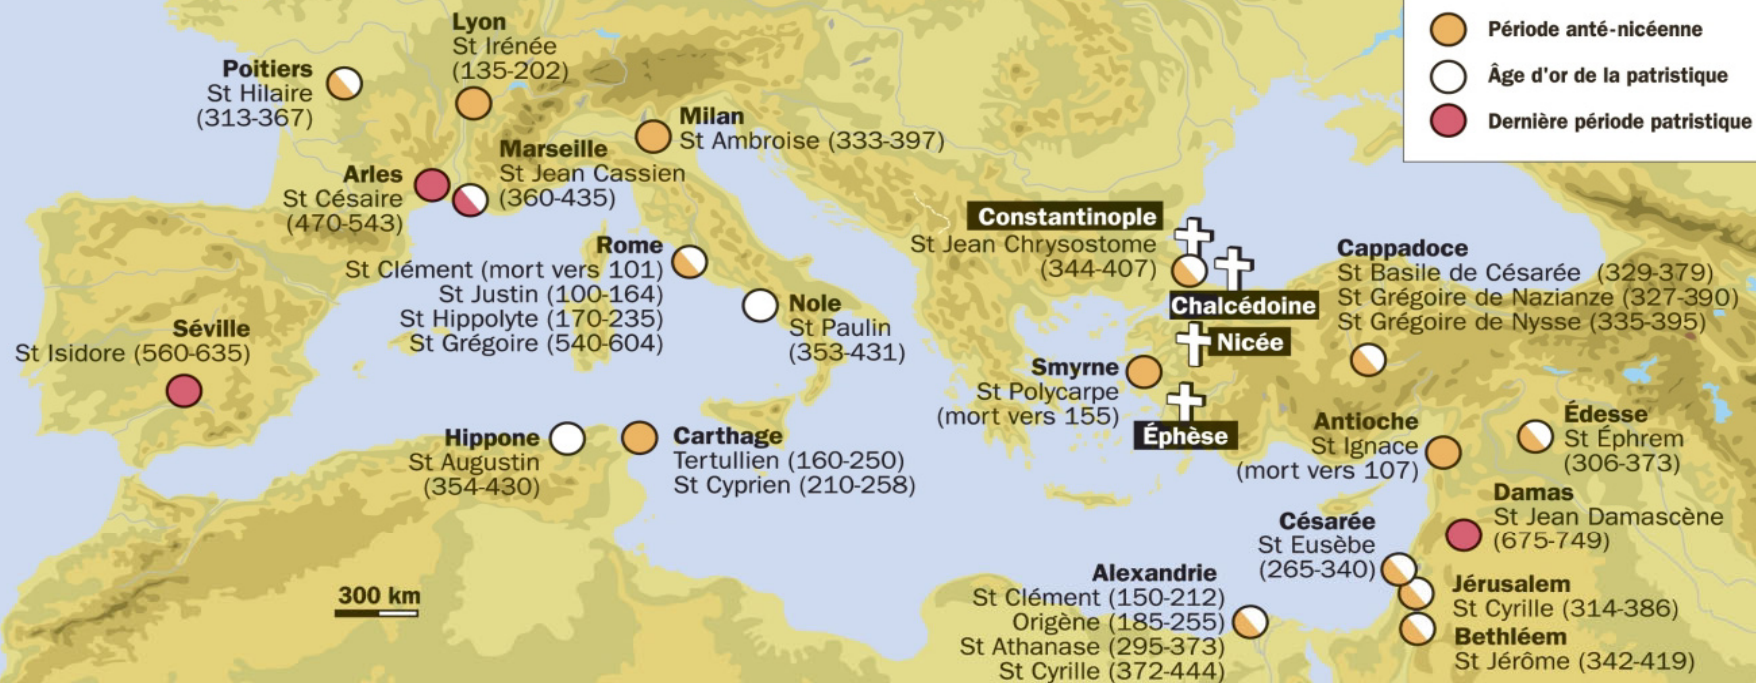 Période anté-nicéenne
Âge d'or de la patristique
Dernière période patristique
Lyon
St Irénée
(135-202)
Poitiers
St Hilaire
(313-367)
Milan
St Ambroise (333-397)
Marseille
St Jean Cassien
(360-435)
Arles
St Césaire
(470-543)
Rome
St Clément (mort vers 101)
St Justin (100-164)
St Hippolyte (170-235)
St Grégoire (540-604)
Nole
St Paulin
(353-431)
Séville
St Isidore (560-635)
Hippone
St Augustin
(354-430)
Carthage
Tertullien (160-250)
St Cyprien (210-258)
300 km
Constantinople
St Jean Chrysostome
(344-407)
Chalcédoine
Nicée
Smyrne
St Polycarpe
(mort vers 155)
Éphèse
Cappadoce
St Basile de Césarée (329-379)
St Grégoire de Nazianze (327-390)
St Grégoire de Nysse (335-395)
Antioche
St Ignace
(mort vers 107)
Édesse
St Éphrem
(306-373)
Damas
St Jean Damascène
(675-749)
Césarée
St Eusèbe
(265-340)
Jérusalem
St Cyrille (314-386)
Bethléem
St Jérôme (342-419)
Alexandrie
St Clément (150-212)
Origène (185-255)
St Athanase (295-373)
St Cyrille (372-444)